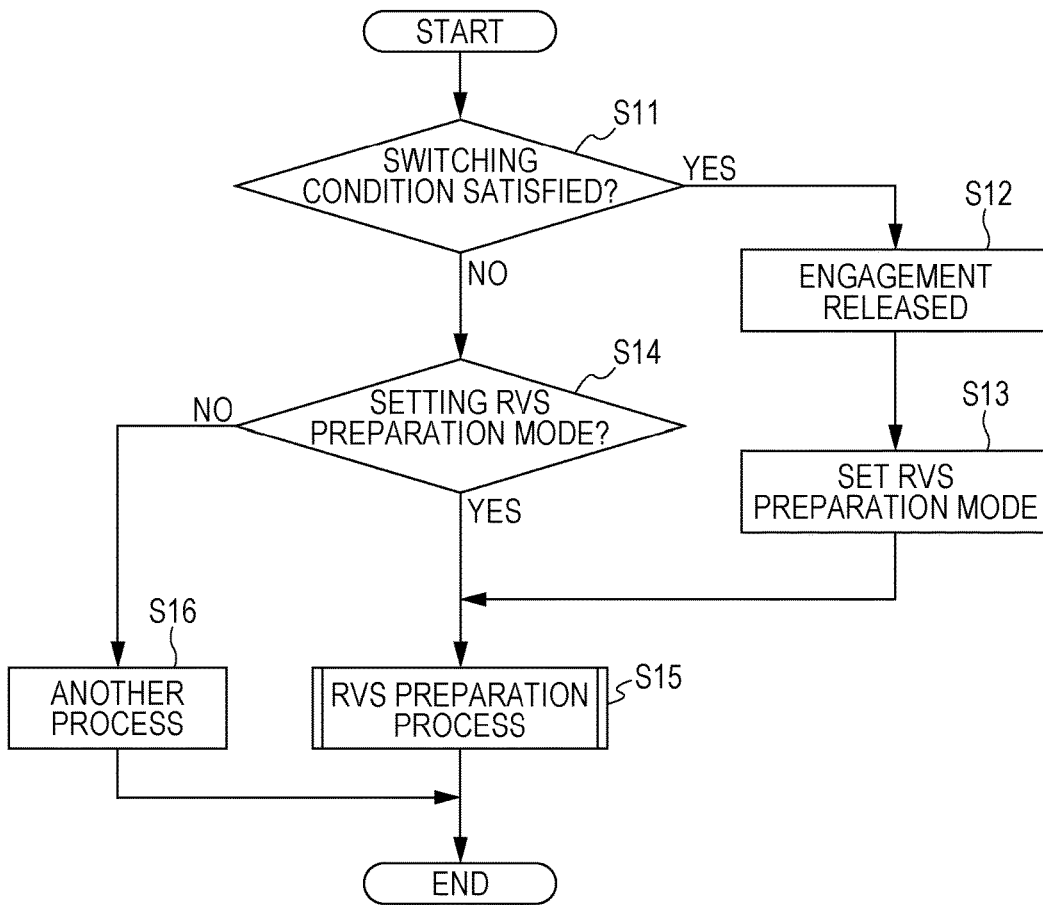 START
S11
SWITCHING
CONDITION SATISFIED?
YES
NO
S12
ENGAGEMENT
RELEASED
S14
SETTING RVS
PREPARATION MODE?
NO
YES
S13
SET RVS
PREPARATION MODE
S16
ANOTHER
PROCESS
RVS PREPARATION
PROCESS
S15
END